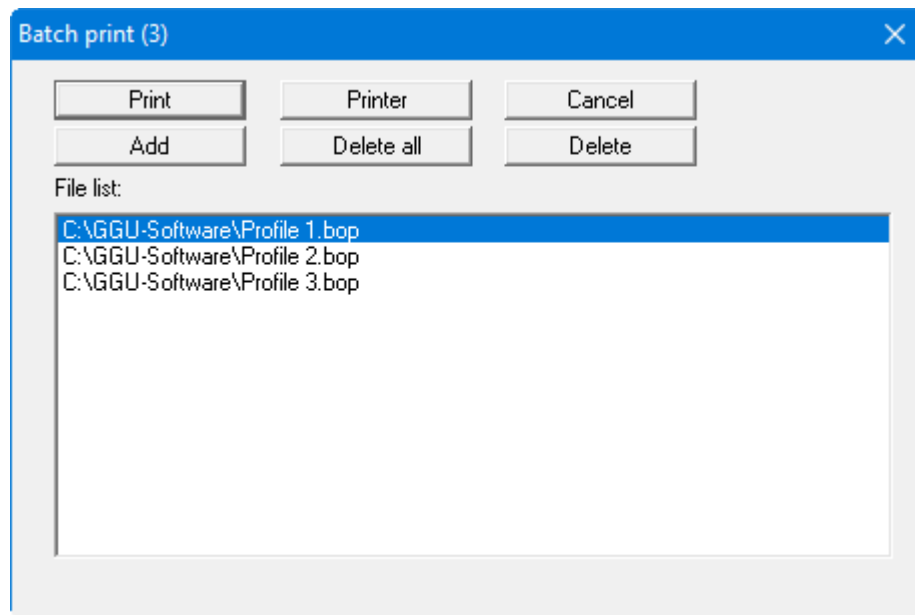 Batch print (3)
Print Printer Cancel
Add Delete all Delete
File list:
C:\GGU-Software\Profile 1.bop
C:\GGU-Software\Profile 2.bop
C:\GGU-Software\Profile 3.bop